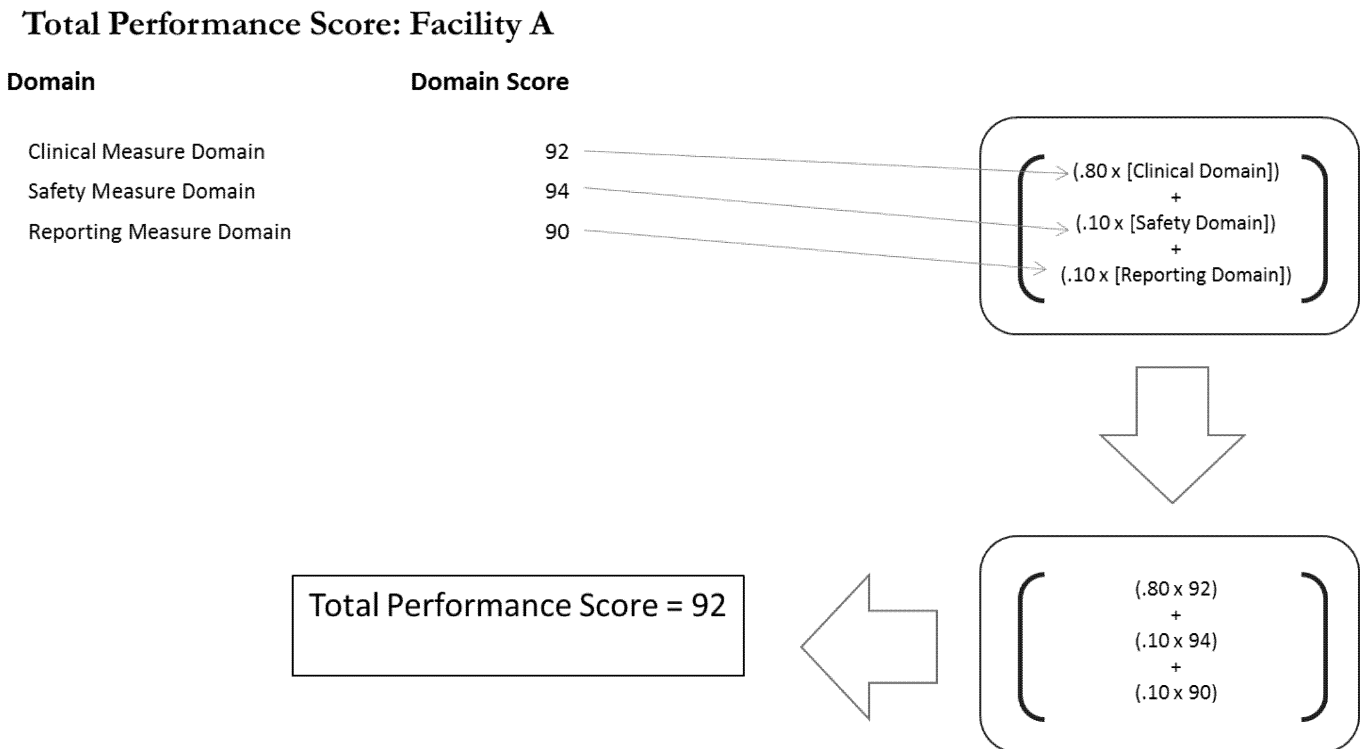 Total Performance Score: Facility A
Domain Domain Score
Clinical Measure Domain 92
Safety Measure Domain 94
Reporting Measure Domain 90
(.80 x [Clinical Domain])
+
(.10 x [Safety Domain])
+
(.10 x [Reporting Domain])
(.80 x 92)
+
(.10 x 94)
+
(.10 x 90)
Total Performance Score = 92